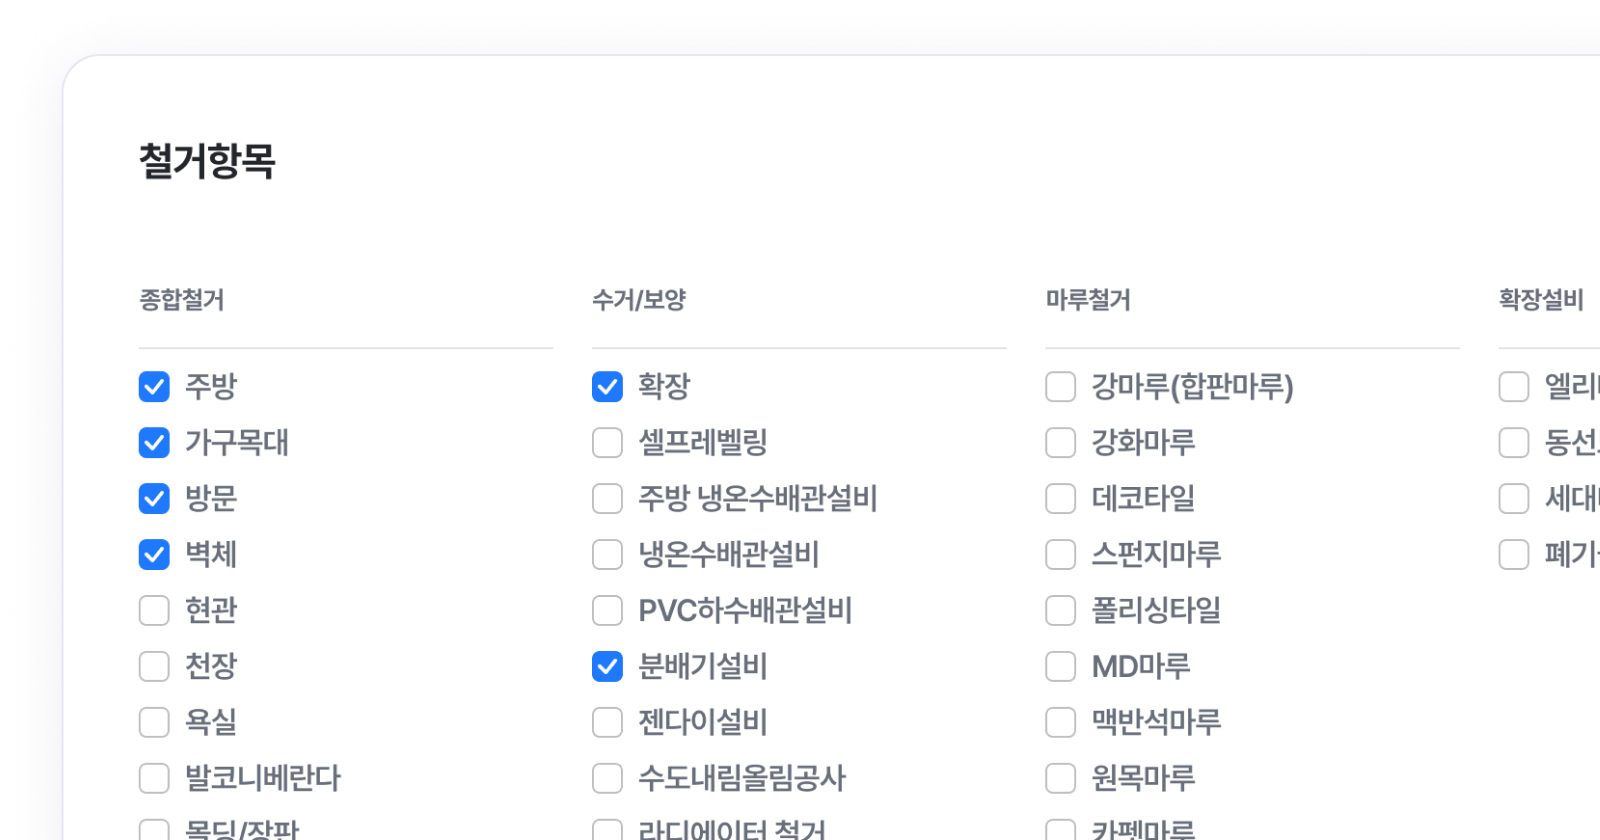 철거항목
종합철거
주방
가구목대
방문
벽체
현관
천장
욕실
발코니베란다
몰딩/장판
수거/보양
확장
셀프레벨링
주방 냉온수배관설비
냉온수배관설비
PVC하수배관설비
분배기설비
젠다이설비
수도내림올림공사
라디에이터 철거
마루철거
강마루(합판마루)
강화마루
데코타일
스펀지마루
폴리싱타일
MD마루
맥반석마루
원목마루
카펫마루
확장설비
엘리
동선
세대
폐기